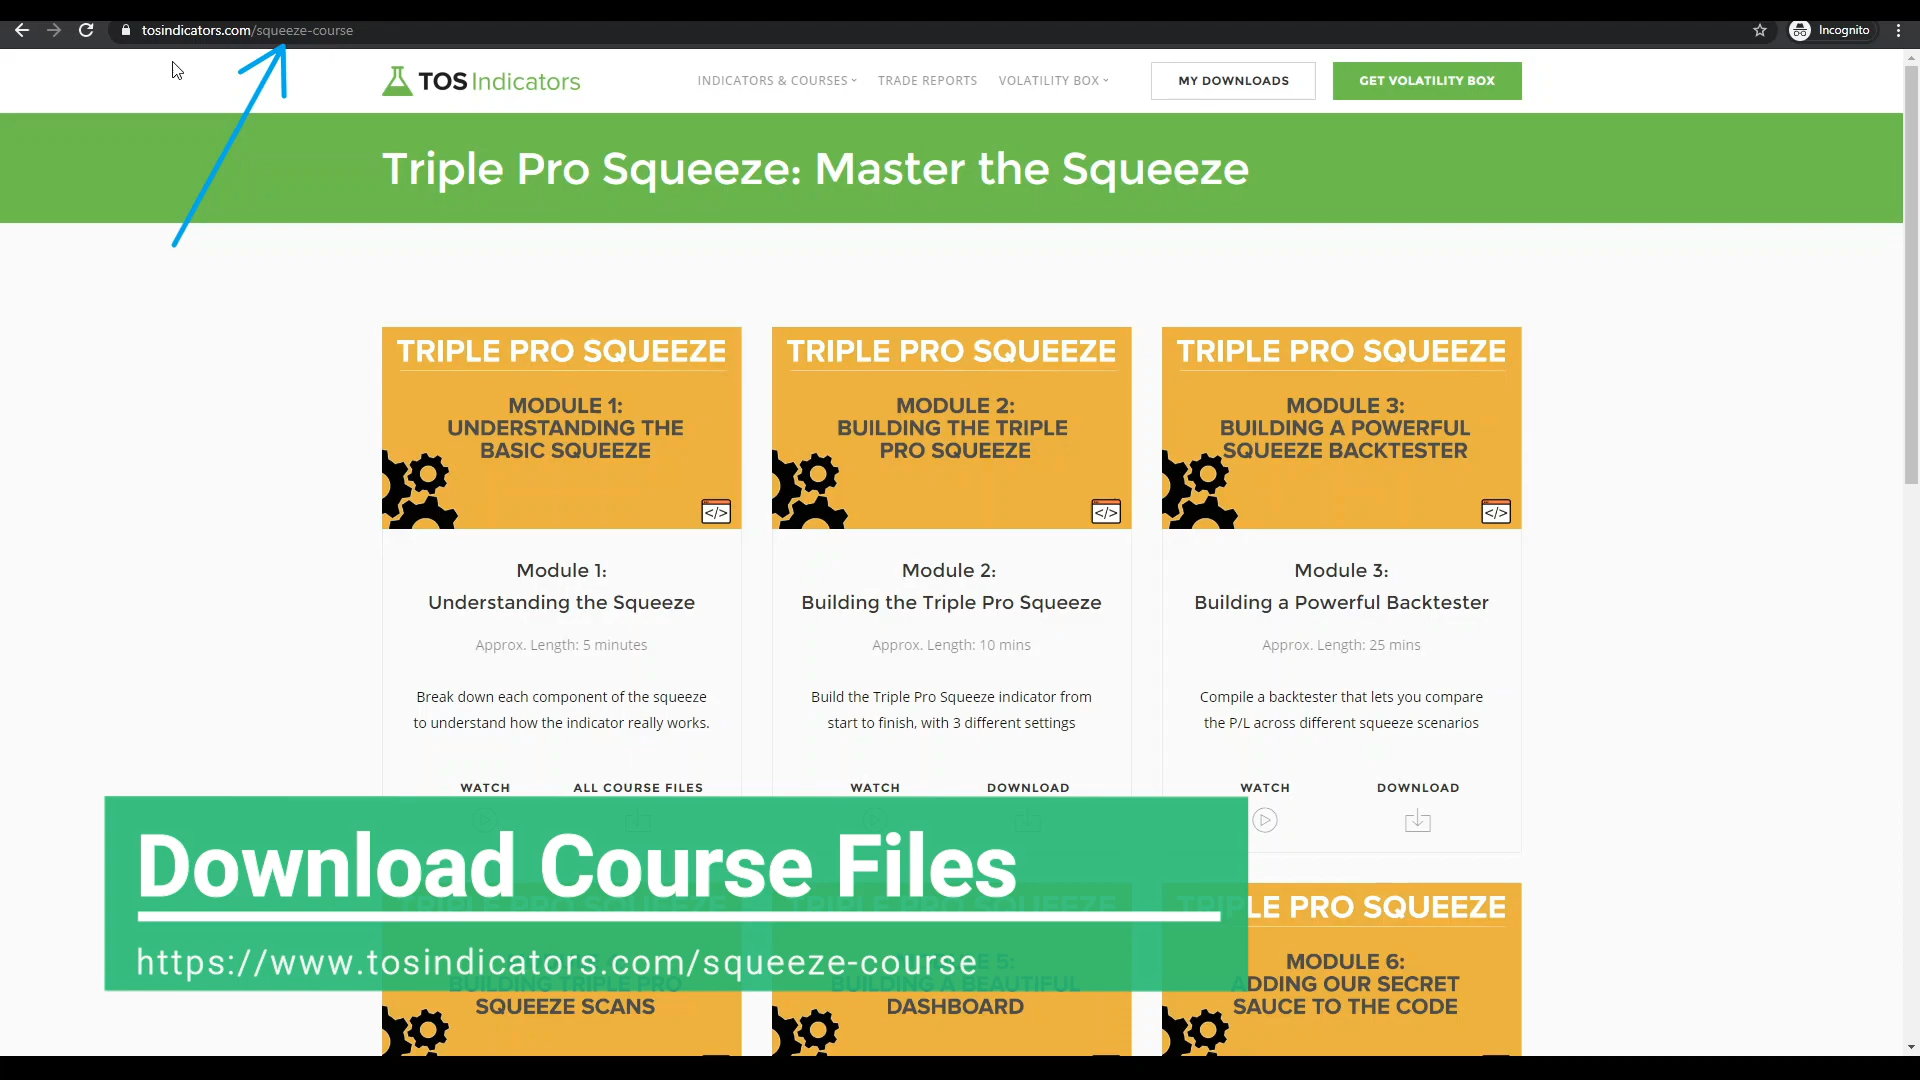 tosindicators.com/squeeze-course
Incognito
TOS Indicators
INDICATORS & COURSES
TRADE REPORTS
VOLATILITY BOX
MY DOWNLOADS
GET VOLATILITY BOX
Triple Pro Squeeze: Master the Squeeze
TRIPLE PRO SQUEEZE
MODULE 1:
UNDERSTANDING THE
BASIC SQUEEZE
</>
Module 1:
Understanding the Squeeze
Approx. Length: 5 minutes
Break down each component of the squeeze
to understand how the indicator really works.
WATCH
ALL COURSE FILES
TRIPLE PRO SQUEEZE
MODULE 2:
BUILDING THE TRIPLE
PRO SQUEEZE
</>
Module 2:
Building the Triple Pro Squeeze
Approx. Length: 10 mins
Build the Triple Pro Squeeze indicator from
start to finish, with 3 different settings
WATCH
DOWNLOAD
TRIPLE PRO SQUEEZE
MODULE 3:
BUILDING A POWERFUL
SQUEEZE BACKTESTER
</>
Module 3:
Building a Powerful Backtester
Approx. Length: 25 mins
Compile a backtester that lets you compare
the P/L across different squeeze scenarios
WATCH
DOWNLOAD
Download Course Files
https://www.tosindicators.com/squeeze-course
BUILDING TRIPLE PRO
SQUEEZE SCANS
5:
BUILDING A BEAUTIFUL
DASHBOARD
TRIPLE PRO SQUEEZE
MODULE 6:
ADDING OUR SECRET
SAUCE TO THE CODE